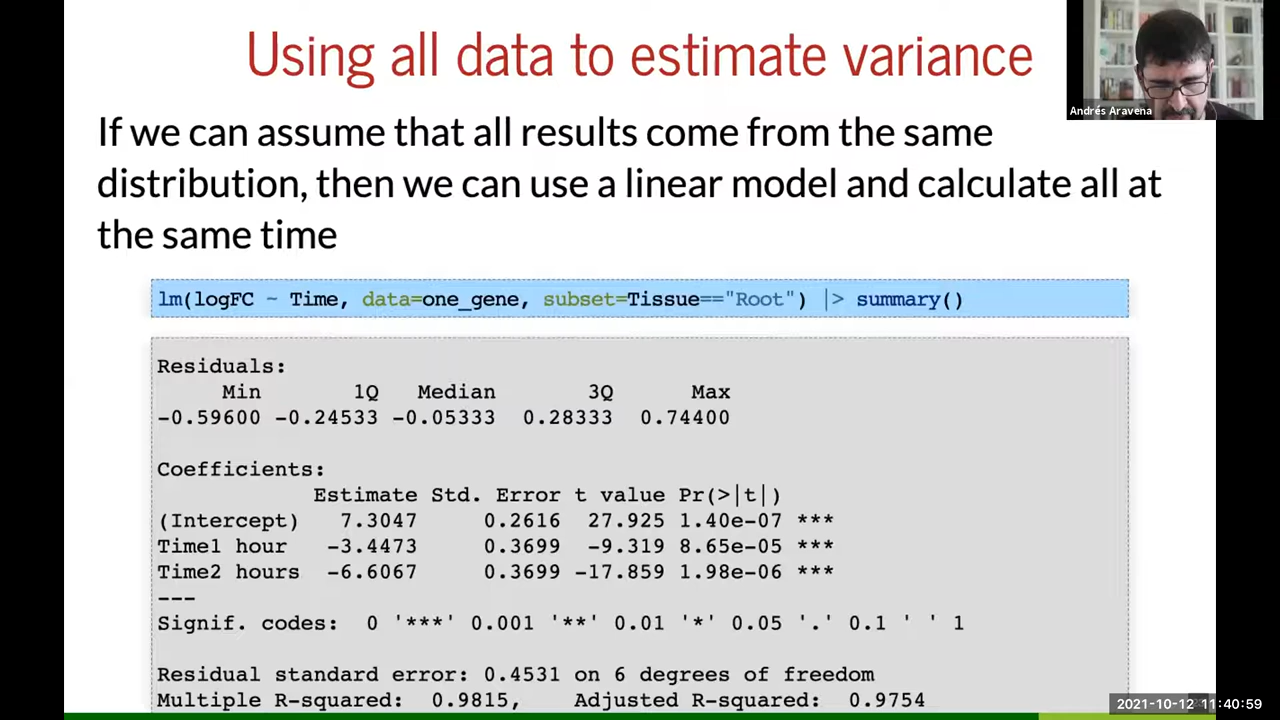 Using all data to estimate variance
Andrés Aravena
If we can assume that all results come from the same
distribution, then we can use a linear model and calculate all at
the same time
lm(logFC ~ Time, data=one_gene, subset=Tissue=="Root") |> summary()
Residuals:
Min 1Q Median 3Q Max
-0.59600 -0.24533 -0.05333 0.28333 0.74400
Coefficients:
Estimate Std. Error t value Pr(>|t|)
(Intercept) 7.3047 0.2616 27.925 1.40e-07 ***
Time1 hour -3.4473 0.3699 -9.319 8.65e-05 ***
Time2 hours -6.6067 0.3699 -17.859 1.98e-06 ***
---
Signif. codes: 0 '***' 0.001 '**' 0.01 '*' 0.05 '.' 0.1 ' ' 1
Residual standard error: 0.4531 on 6 degrees of freedom
Multiple R-squared: 0.9815, Adjusted R-squared: 0.9754
2021-10-12 11:40:59